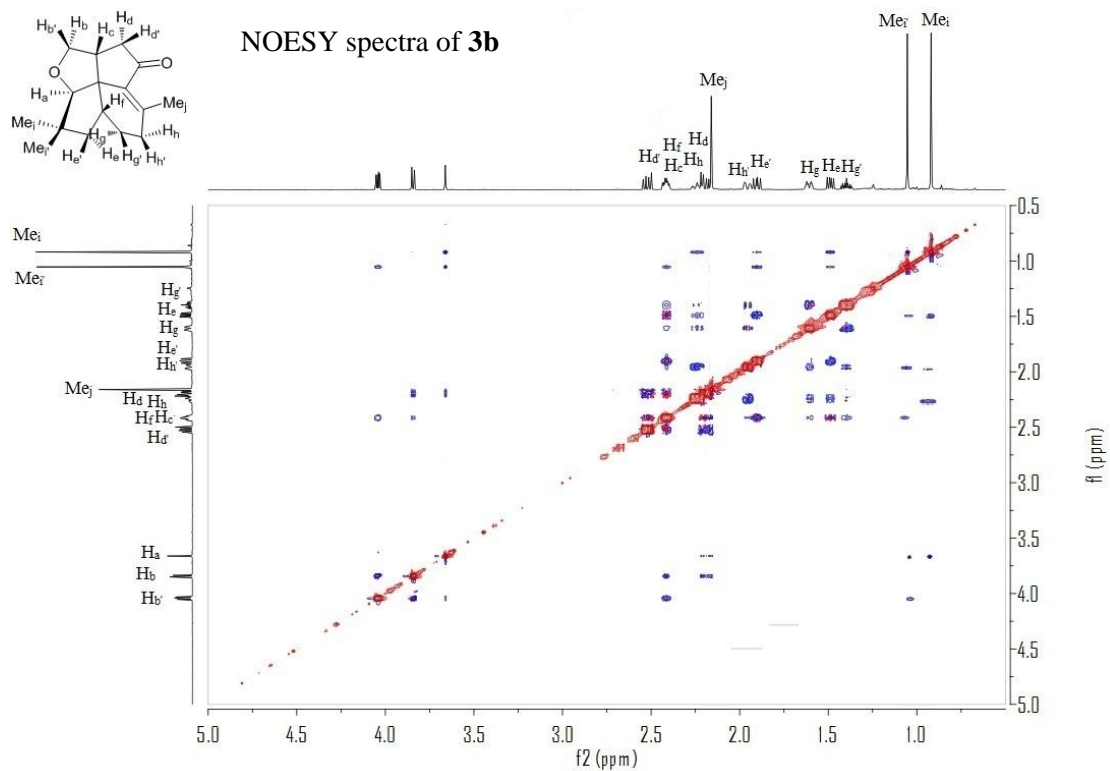 NOESY spectra of 3b
Hb' Hb Hc Hd Hd'
O O
Ha Hf Mej
Mei Hg Hh
Mei' He' He Hg' Hh'
Mei' Mei
Mej
Hd' Hf Hc Hh Hd Hh' He' Hg He Hg'
Mei
Mei'
Hg'
He
Hg
He'
Hh'
Mej
Hd Hh
Hf Hc
Hd'
Ha
Hb
Hb'
0.5
1.0
1.5
2.0
2.5
3.0
3.5
4.0
4.5
5.0
f1 (ppm)
5.0 4.5 4.0 3.5 3.0 2.5 2.0 1.5 1.0
f2 (ppm)